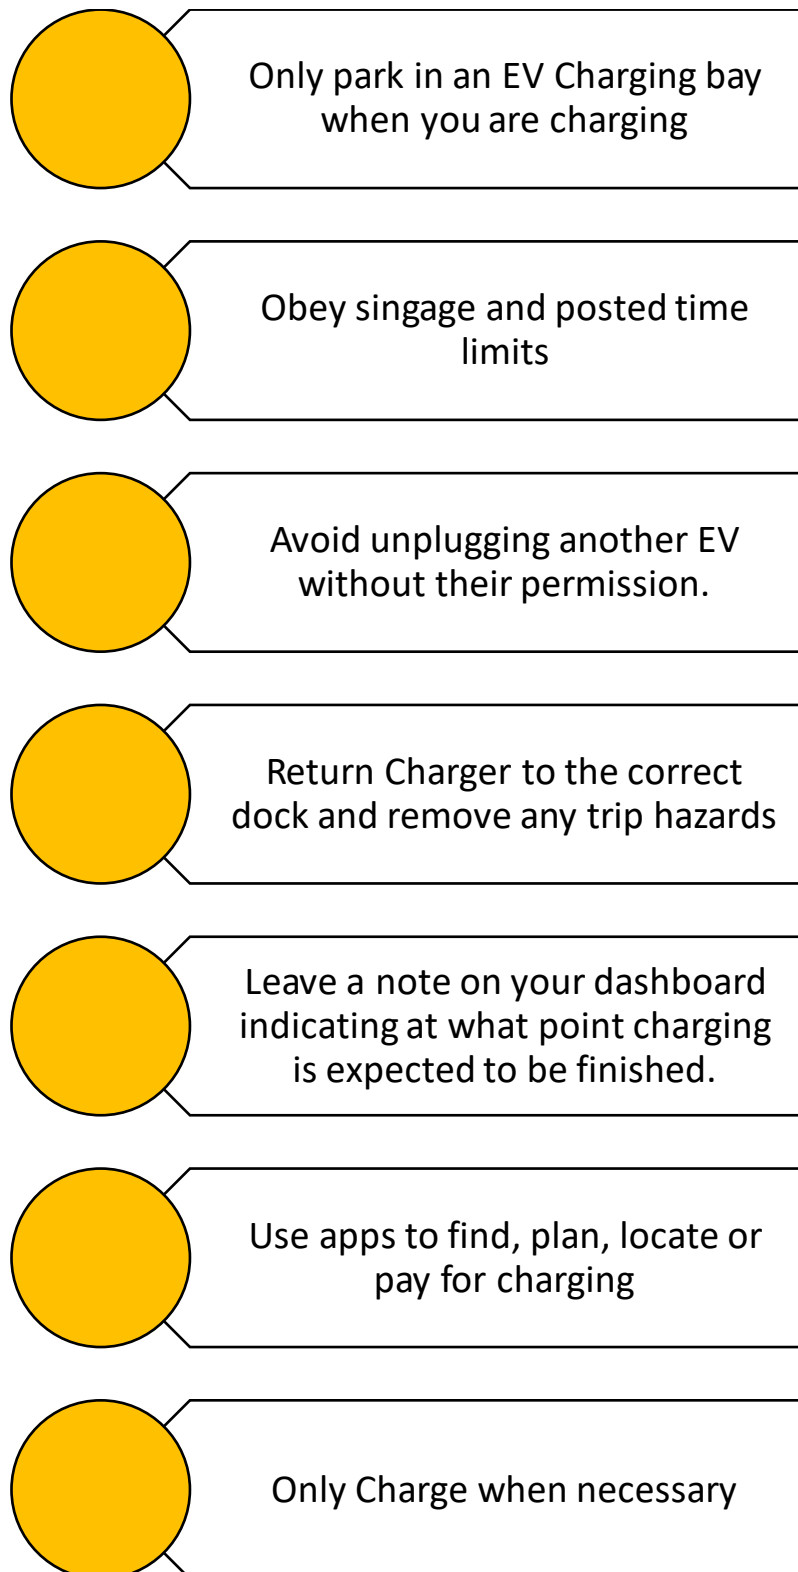 Only park in an EV Charging bay
when you are charging
Obey singage and posted time
limits
Avoid unplugging another EV
without their permission.
Return Charger to the correct
dock and remove any trip hazards
Leave a note on your dashboard
indicating at what point charging
is expected to be finished.
Use apps to find, plan, locate or
pay for charging
Only Charge when necessary